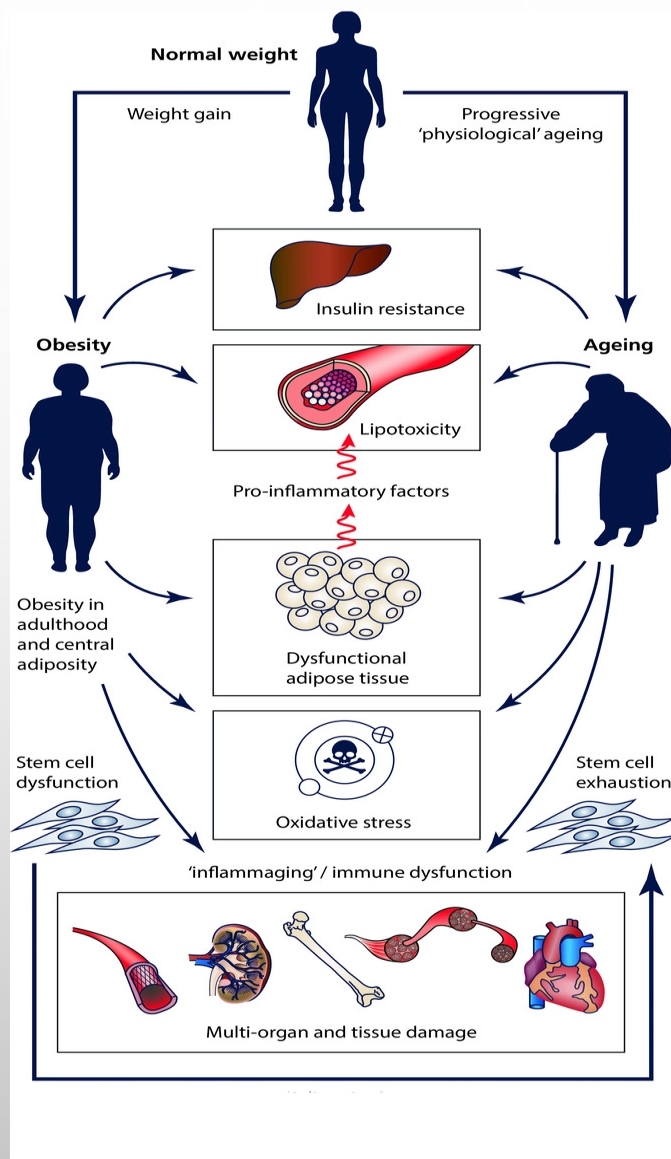 Normal weight
Weight gain
Progressive
‘physiological’ ageing
Insulin resistance
Obesity
Ageing
Lipotoxicity
Pro-inflammatory factors
Obesity in
adulthood
and central
adiposity
Dysfunctional
adipose tissue
Stem cell
dysfunction
Stem cell
exhaustion
Oxidative stress
‘inflammaging’ / immune dysfunction
Multi-organ and tissue damage